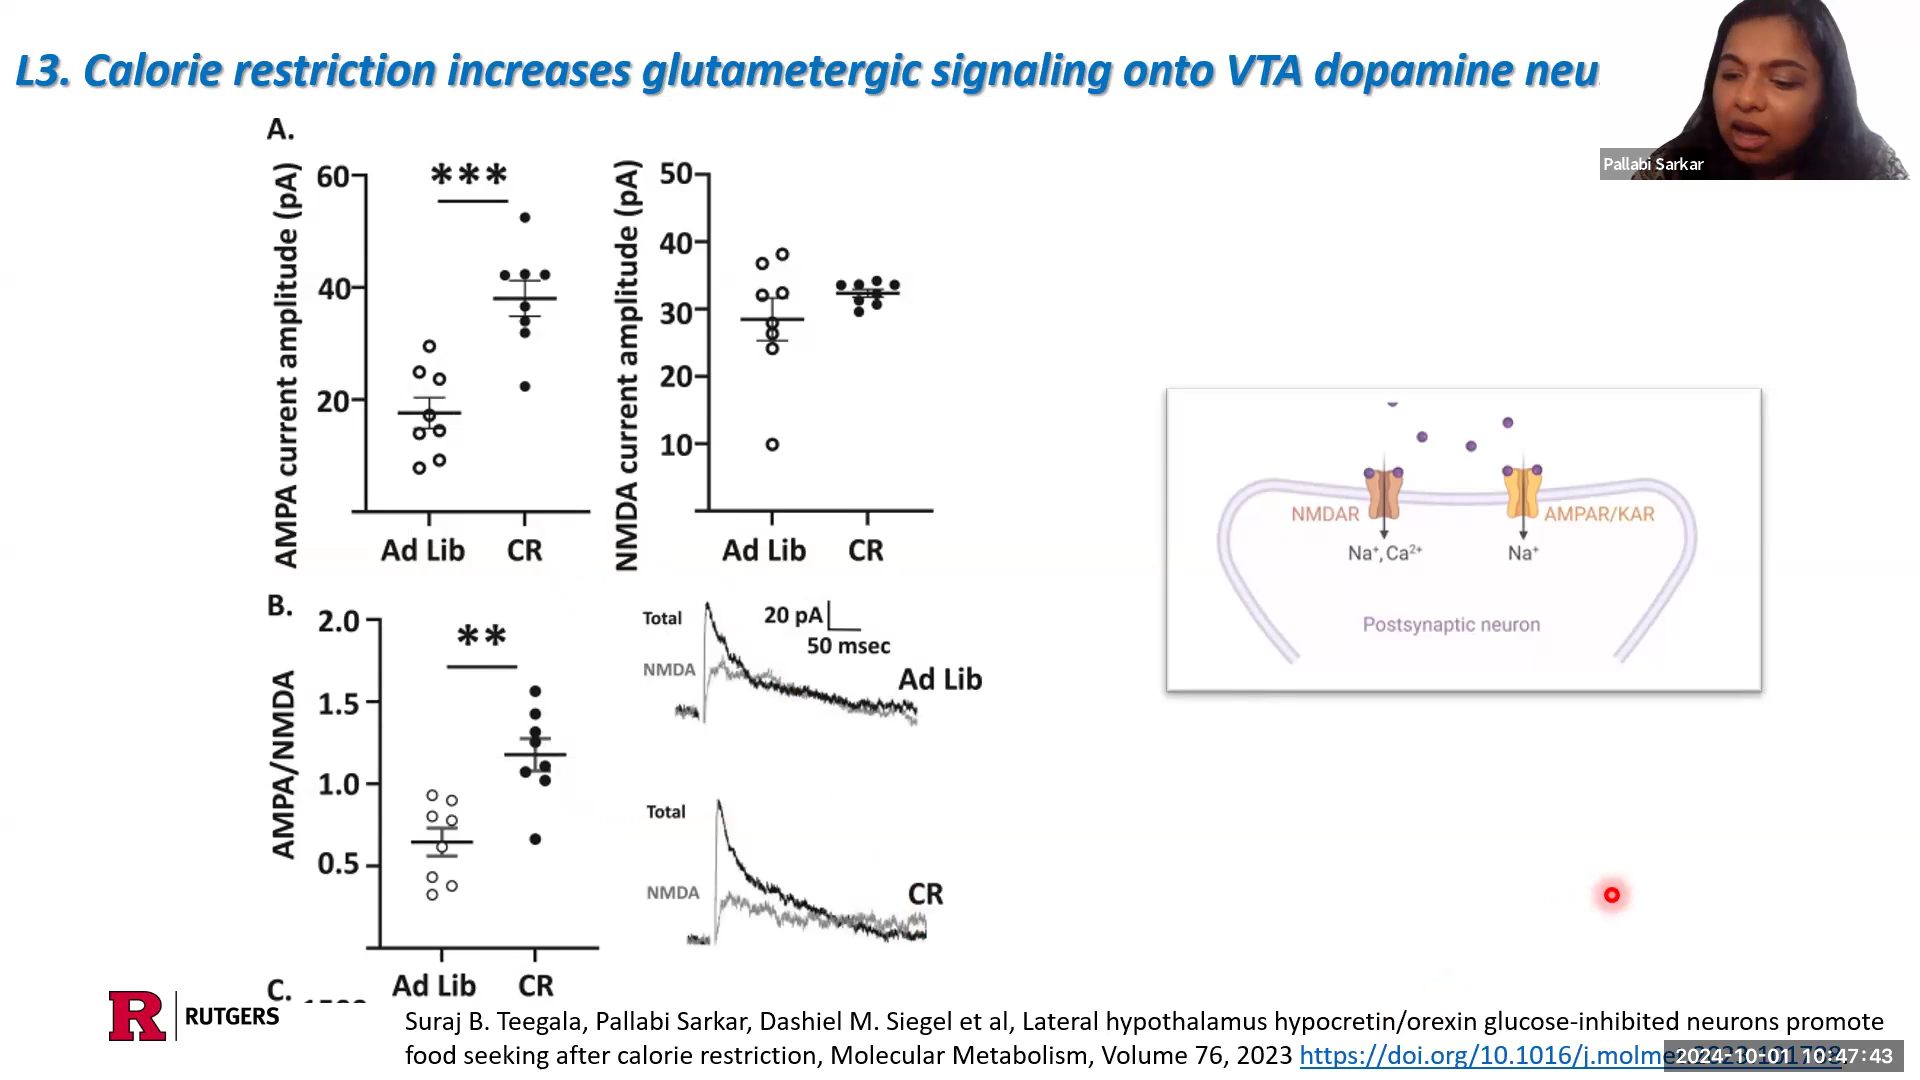 L3. Calorie restriction increases glutametergic signaling onto VTA dopamine neu
Pallabi Sarkar
A.
AMPA current amplitude (pA)
60
40
20
***
Ad Lib
CR
NMDA current amplitude (pA)
50
40
30
20
10
Ad Lib
CR
NMDAR
AMPAR/KAR
Na+, Ca2+
Na+
Postsynaptic neuron
B.
AMPA/NMDA
2.0
1.5
1.0
0.5
**
Ad Lib
CR
Total
NMDA
20 pA
50 msec
Ad Lib
Total
NMDA
CR
C.
R RUTGERS
Suraj B. Teegala, Pallabi Sarkar, Dashiel M. Siegel et al, Lateral hypothalamus hypocretin/orexin glucose-inhibited neurons promote
food seeking after calorie restriction, Molecular Metabolism, Volume 76, 2023 https://doi.org/10.1016/j.molme
2024-10-01 10:47:43